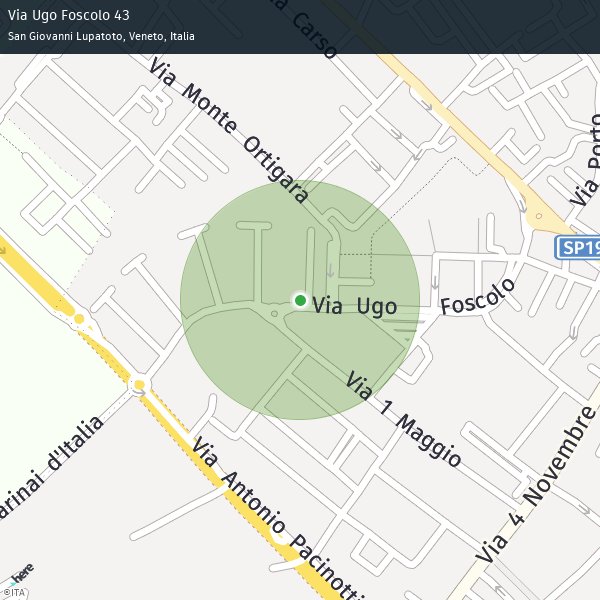 Via Ugo Foscolo 43
San Giovanni Lupatoto, Veneto, Italia
Carso
Via Monte Ortigara
Via Porto
SP19
Via Ugo Foscolo
Via 1 Maggio
arinai d'Italia
Via Antonio Pacinotti
Via 4 Novembre
here
©ITA